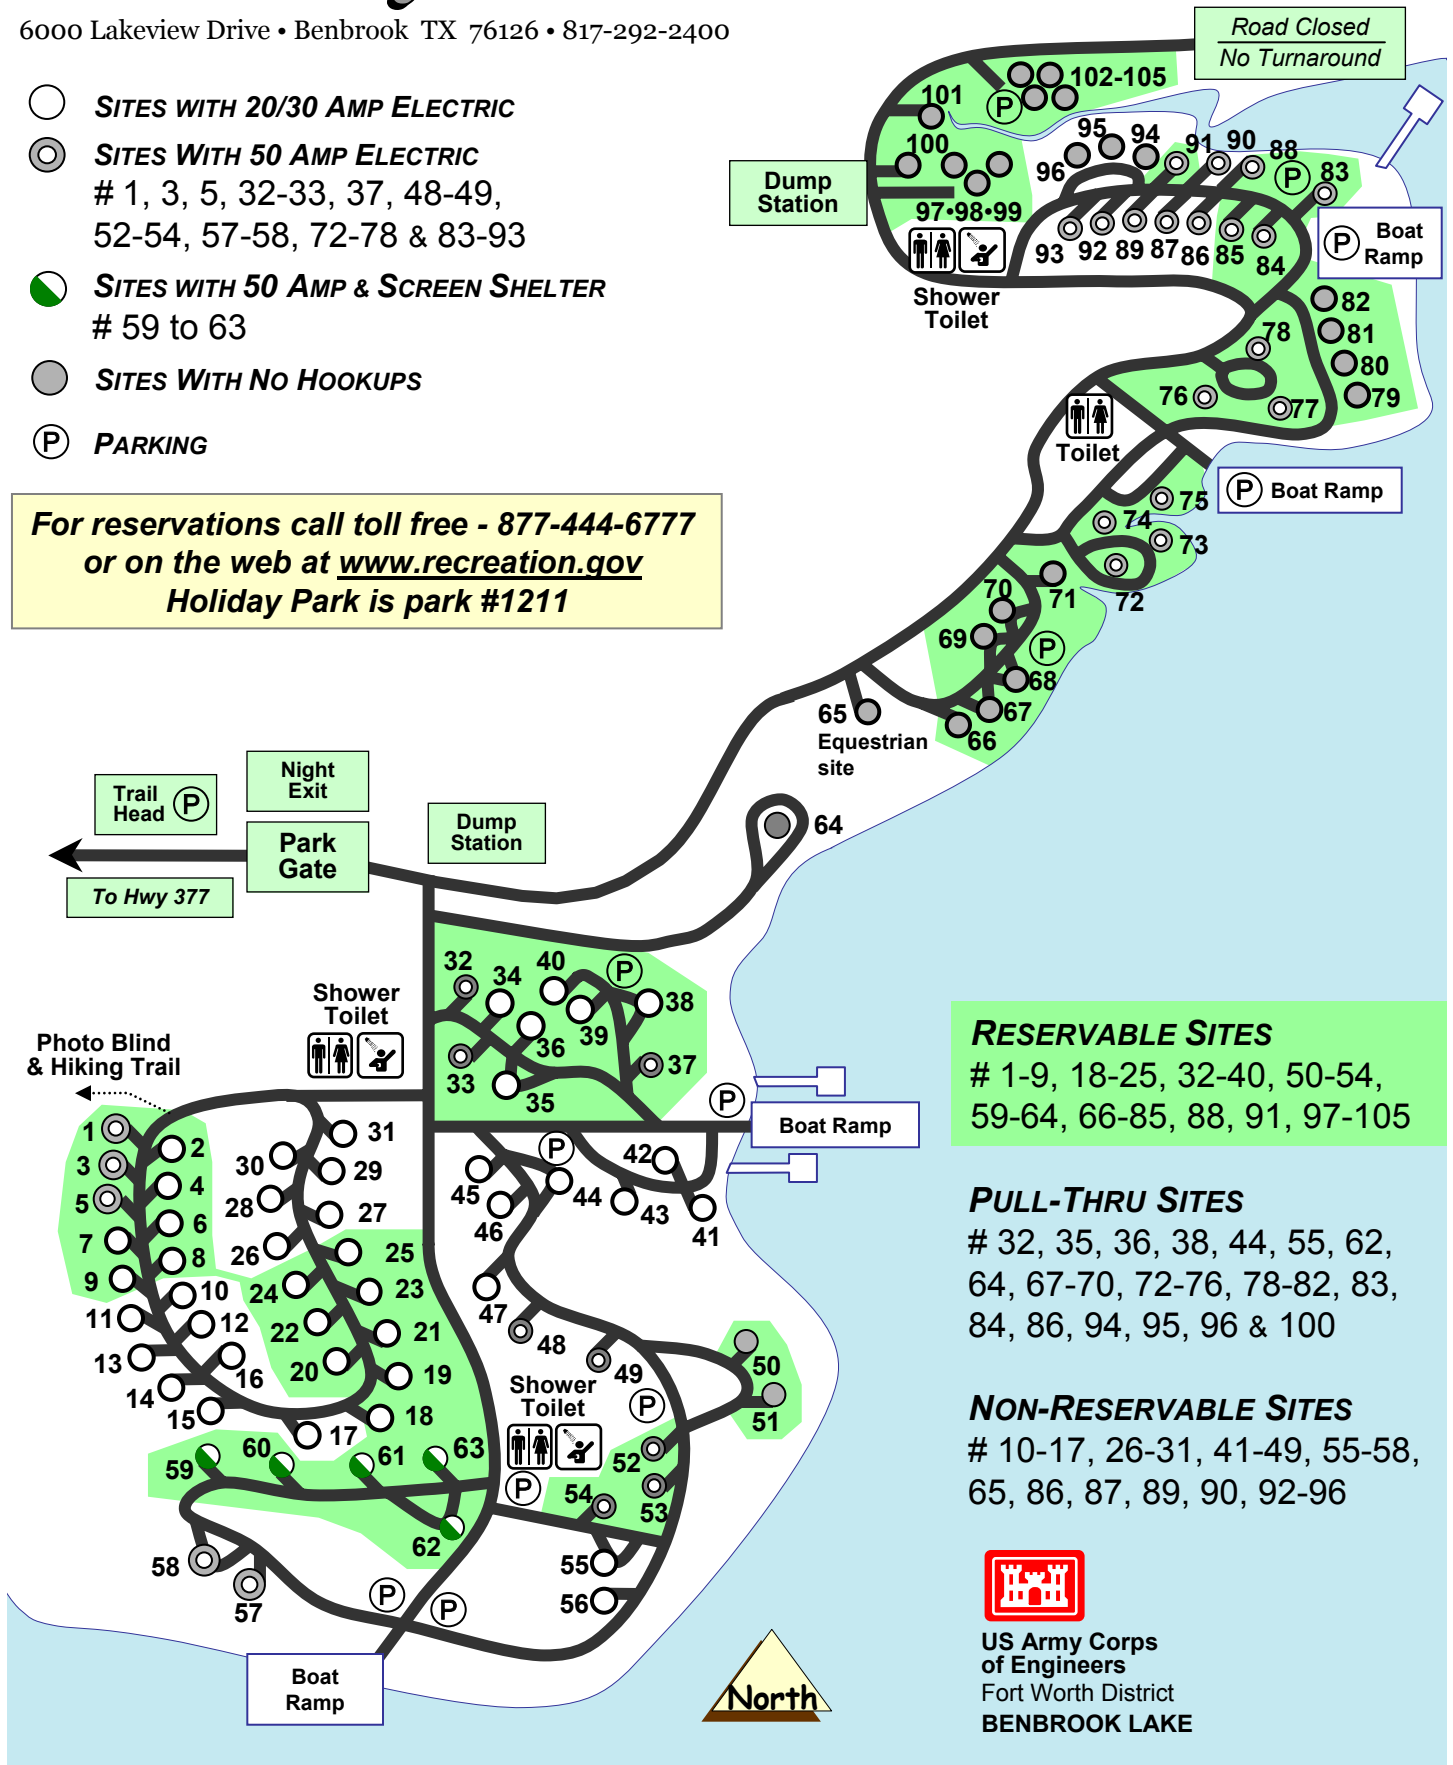 6000 Lakeview Drive • Benbrook TX 76126 • 817-292-2400
SITES WITH 20/30 AMP ELECTRIC
SITES WITH 50 AMP ELECTRIC
# 1, 3, 5, 32-33, 37, 48-49,
52-54, 57-58, 72-78 & 83-93
SITES WITH 50 AMP & SCREEN SHELTER
# 59 to 63
SITES WITH NO HOOKUPS
P
PARKING
For reservations call toll free - 877-444-6777
or on the web at www.recreation.gov
Holiday Park is park #1211
Road Closed
No Turnaround
102-105
P
101
100
97•98•99
Dump
Station
96
95
94
91
90
88
P
83
93
92
89
87
86
85
84
P
Boat
Ramp
Shower
Toilet
82
81
80
79
78
76
77
Toilet
P
Boat Ramp
75
74
73
72
71
70
69
P
68
67
66
65
Equestrian
site
64
Night
Exit
Trail
Head
P
Park
Gate
To Hwy 377
Dump
Station
32
34
40
P
38
39
36
33
35
37
Shower
Toilet
Photo Blind
& Hiking Trail
P
Boat Ramp
1
2
3
4
5
6
7
8
9
10
11
12
13
14
15
16
17
18
19
20
21
22
23
24
25
26
27
28
29
30
31
P
42
45
46
44
43
41
47
48
49
50
51
Shower
Toilet
P
52
53
54
P
55
56
59
60
61
63
62
58
57
P
P
Boat
Ramp
North
RESERVABLE SITES
# 1-9, 18-25, 32-40, 50-54,
59-64, 66-85, 88, 91, 97-105
PULL-THRU SITES
# 32, 35, 36, 38, 44, 55, 62,
64, 67-70, 72-76, 78-82, 83,
84, 86, 94, 95, 96 & 100
NON-RESERVABLE SITES
# 10-17, 26-31, 41-49, 55-58,
65, 86, 87, 89, 90, 92-96
US Army Corps
of Engineers
Fort Worth District
BENBROOK LAKE